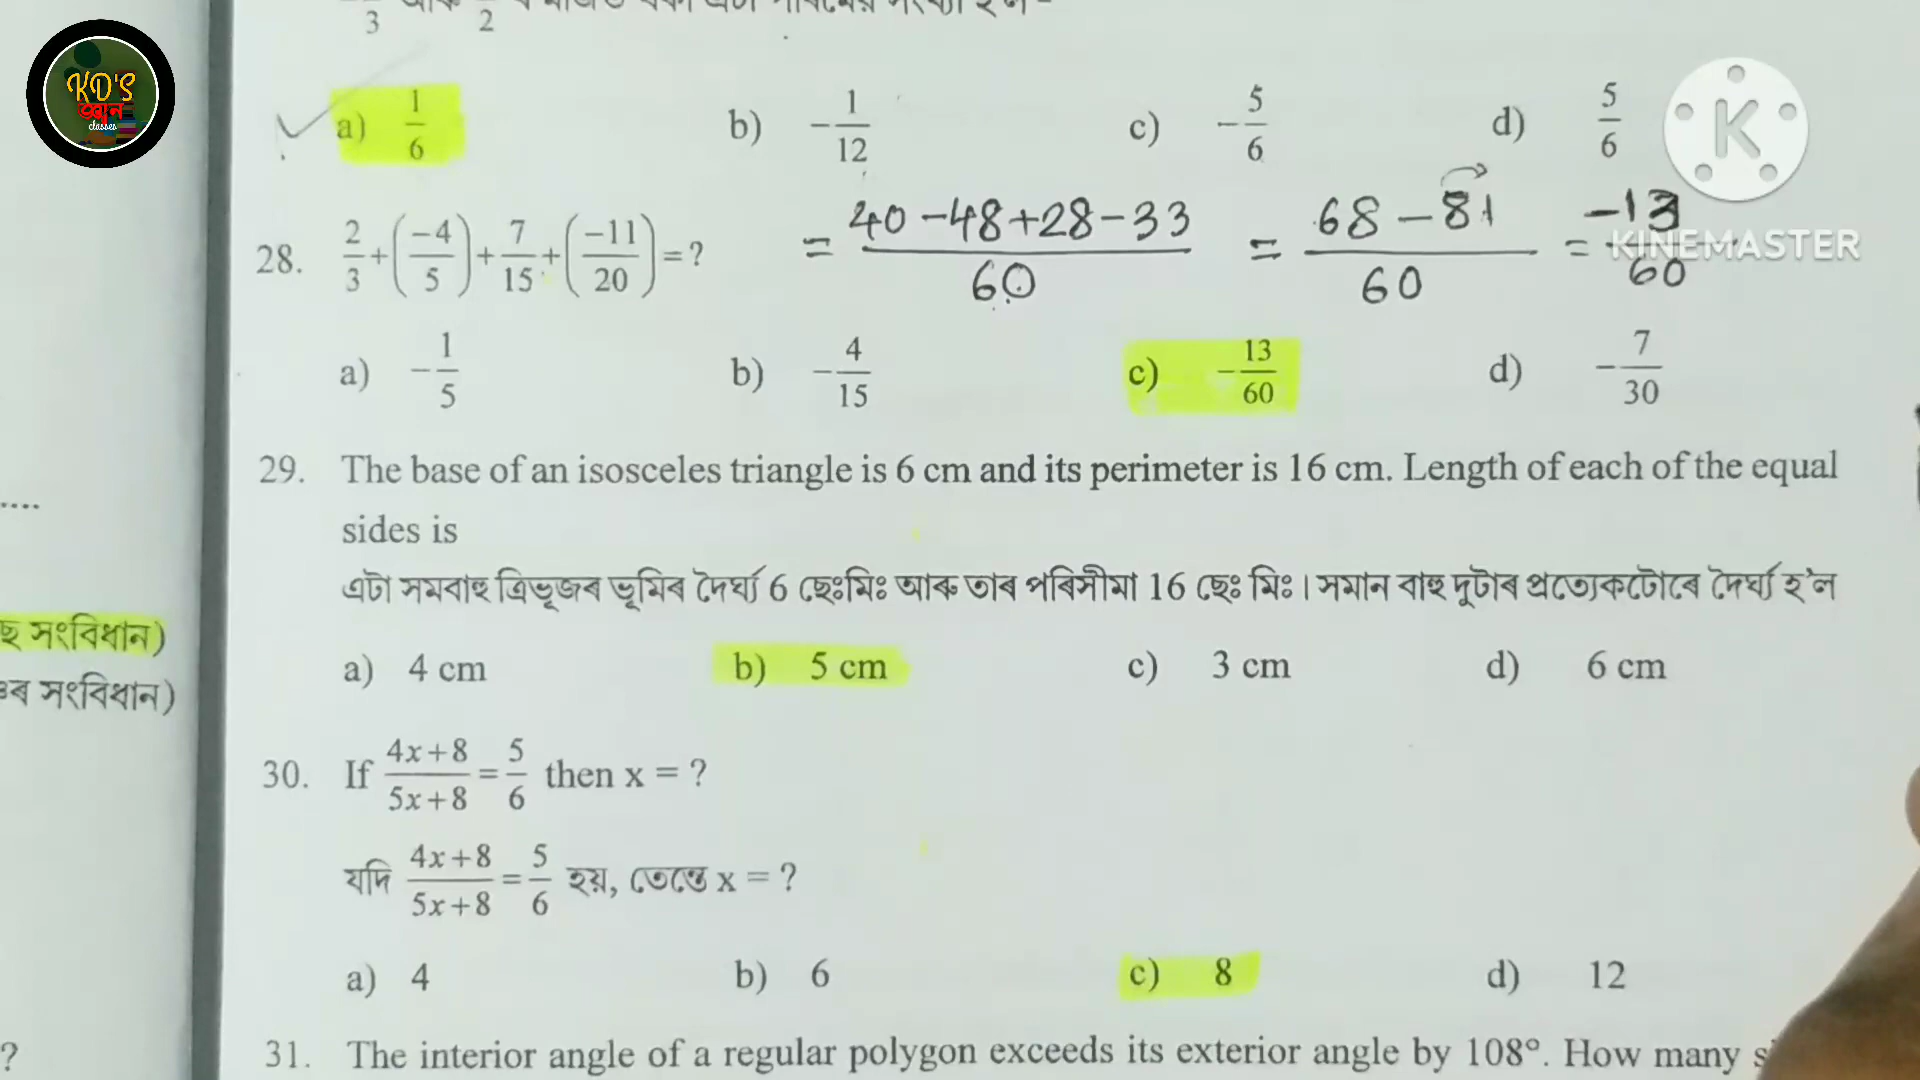 KD'S
জ্ঞান
classes
3 2
a) 1/6 b) -1/12 c) -5/6 d) 5/6
28. 2/3+(-4/5)+7/15+(-11/20)=? = 40-48+28-33/60 = 68-81/60 = -13/60
KINEMASTER
a) -1/5 b) -4/15 c) -13/60 d) -7/30
29. The base of an isosceles triangle is 6 cm and its perimeter is 16 cm. Length of each of the equal
sides is
এটা সমবাহু ত্ৰিভূজৰ ভূমিৰ দৈৰ্ঘ্য 6 ছেঃমিঃ আৰু তাৰ পৰিসীমা 16 ছেঃ মিঃ। সমান বাহু দুটাৰ প্ৰত্যেকটোৰে দৈৰ্ঘ্য হ'ল
সংবিধান)
সংবিধান)
a) 4 cm b) 5 cm c) 3 cm d) 6 cm
30. If 4x+8/5x+8=5/6 then x = ?
যদি 4x+8/5x+8=5/6 হয়, তেন্তে x = ?
a) 4 b) 6 c) 8 d) 12
?
31. The interior angle of a regular polygon exceeds its exterior angle by 108°. How many